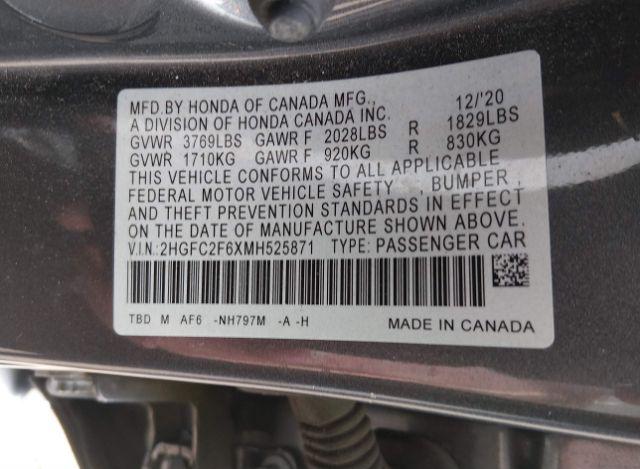 MFD.BY HONDA OF CANADA MFG., 12/'20
A DIVISION OF HONDA CANADA INC.
GVWR 3769LBS GAWR F 2028LBS R 1829LBS
GVWR 1710KG GAWR F 920KG R 830KG
THIS VEHICLE CONFORMS TO ALL APPLICABLE
FEDERAL MOTOR VEHICLE SAFETY , BUMPER ,
AND THEFT PREVENTION STANDARDS IN EFFECT
ON THE DATE OF MANUFACTURE SHOWN ABOVE.
V.I.N.:2HGFC2F6XMH525871 TYPE: PASSENGER CAR
TBD M AF6 -NH797M -A -H
MADE IN CANADA